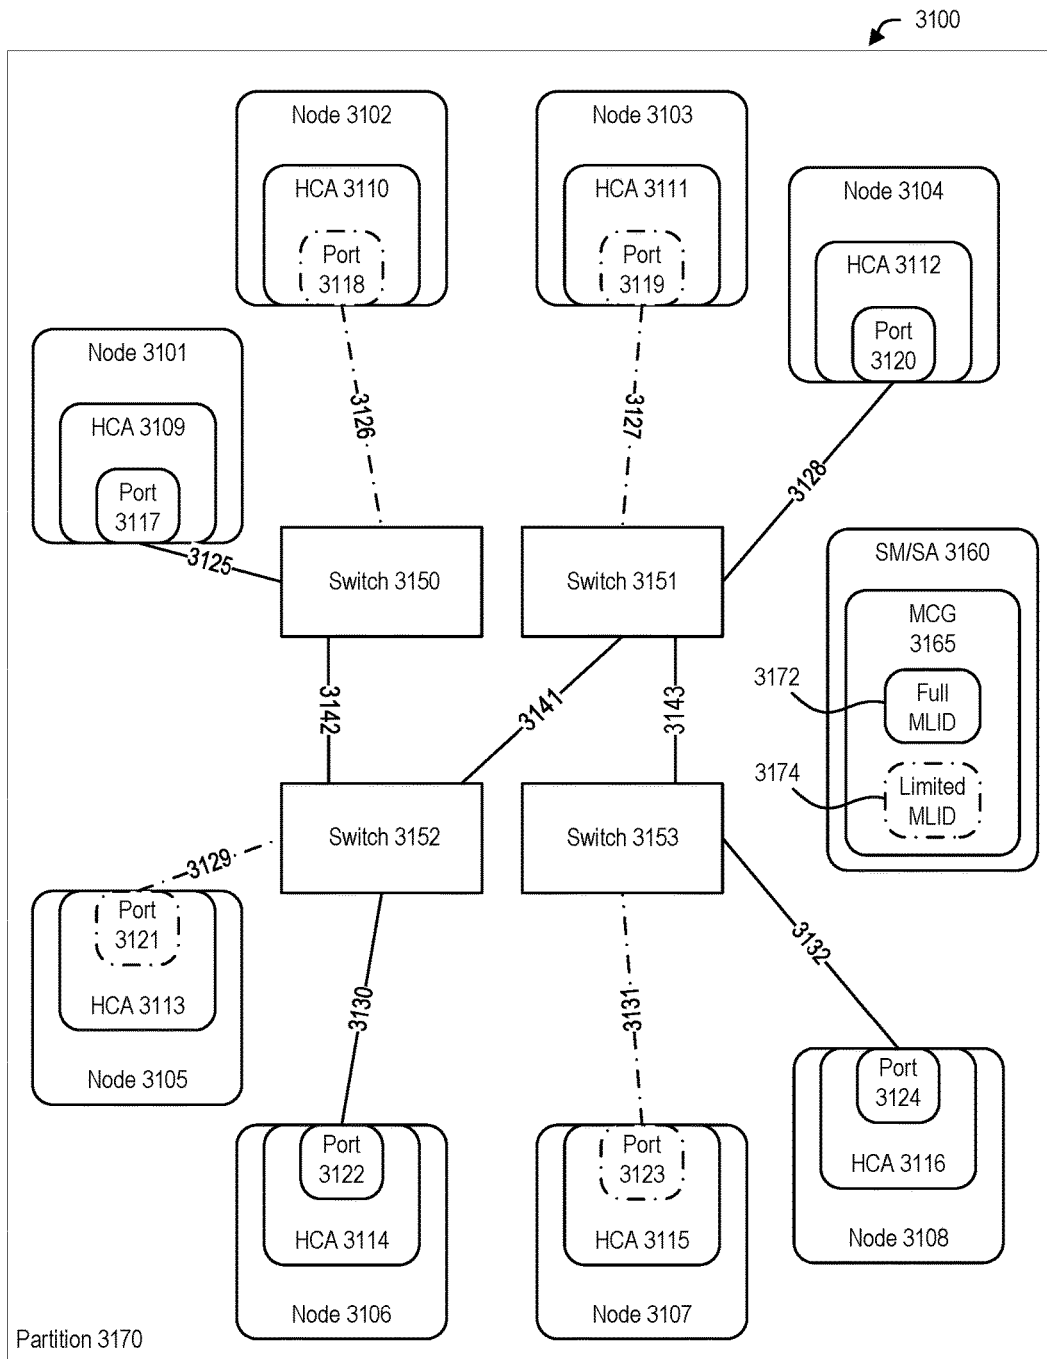 3100
Node 3102
HCA 3110
Port
3118
Node 3103
HCA 3111
Port
3119
Node 3104
HCA 3112
Port
3120
Node 3101
HCA 3109
Port
3117
3126
3127
3128
3125
Switch 3150
Switch 3151
SM/SA 3160
MCG
3165
3172
Full
MLID
3174
Limited
MLID
3142
3141
3143
Switch 3152
Switch 3153
3129
3130
3131
3132
Port
3121
HCA 3113
Node 3105
Port
3122
HCA 3114
Node 3106
Port
3123
HCA 3115
Node 3107
Port
3124
HCA 3116
Node 3108
Partition 3170